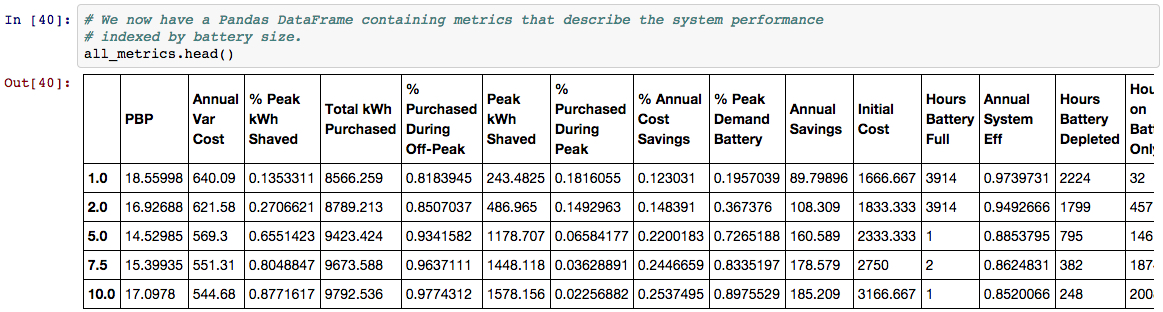 In [40]: # We now have a Pandas DataFrame containing metrics that describe the system performance
# indexed by battery size.
all_metrics.head()
Out[40]:
PBP Annual Var Cost % Peak kWh Shaved Total kWh Purchased % Purchased During Off-Peak Peak kWh Shaved % Purchased During Peak % Annual Cost Savings % Peak Demand Battery Annual Savings Initial Cost Hours Battery Full Annual System Eff Hours Battery Depleted Hou on Bat Only
1.0 18.55998 640.09 0.1353311 8566.259 0.8183945 243.4825 0.1816055 0.123031 0.1957039 89.79896 1666.667 3914 0.9739731 2224 32
2.0 16.92688 621.58 0.2706621 8789.213 0.8507037 486.965 0.1492963 0.148391 0.367376 108.309 1833.333 3914 0.9492666 1799 457
5.0 14.52985 569.3 0.6551423 9423.424 0.9341582 1178.707 0.06584177 0.2200183 0.7265188 160.589 2333.333 1 0.8853795 795 146
7.5 15.39935 551.31 0.8048847 9673.588 0.9637111 1448.118 0.03628891 0.2446659 0.8335197 178.579 2750 2 0.8624831 382 187
10.0 17.0978 544.68 0.8771617 9792.536 0.9774312 1578.156 0.02256882 0.2537495 0.8975529 185.209 3166.667 1 0.8520066 248 200